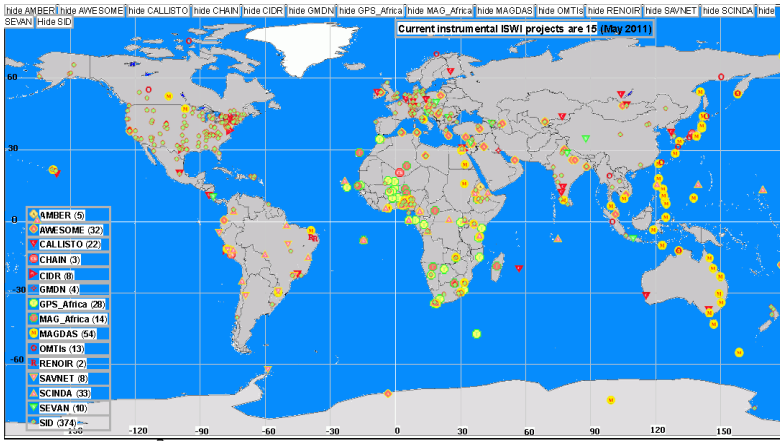 hide AMBER hide AWESOME hide CALLISTO hide CHAIN hide CIDR hide GMDN hide GPS_Africa hide MAG_Africa hide MAGDAS hide OMTIs hide RENOIR hide SAVNET hide SCINDA hide
SEVAN Hide SID
Current instrumental ISWI projects are 15 (May 2011)
60
30
0
AMBER (5)
AWESOME (32)
CALLISTO (22)
CHAIN (3)
CIDR (8)
GMDN (4)
GPS_Africa (28)
-30
MAG_Africa (14)
MAGDAS (54)
OMTIs (13)
-60
RENOIR (2)
SAVNET (8)
SCINDA (33)
SEVAN (10)
SID (374)
-90 -60 -30 0 30 60 90 120 150